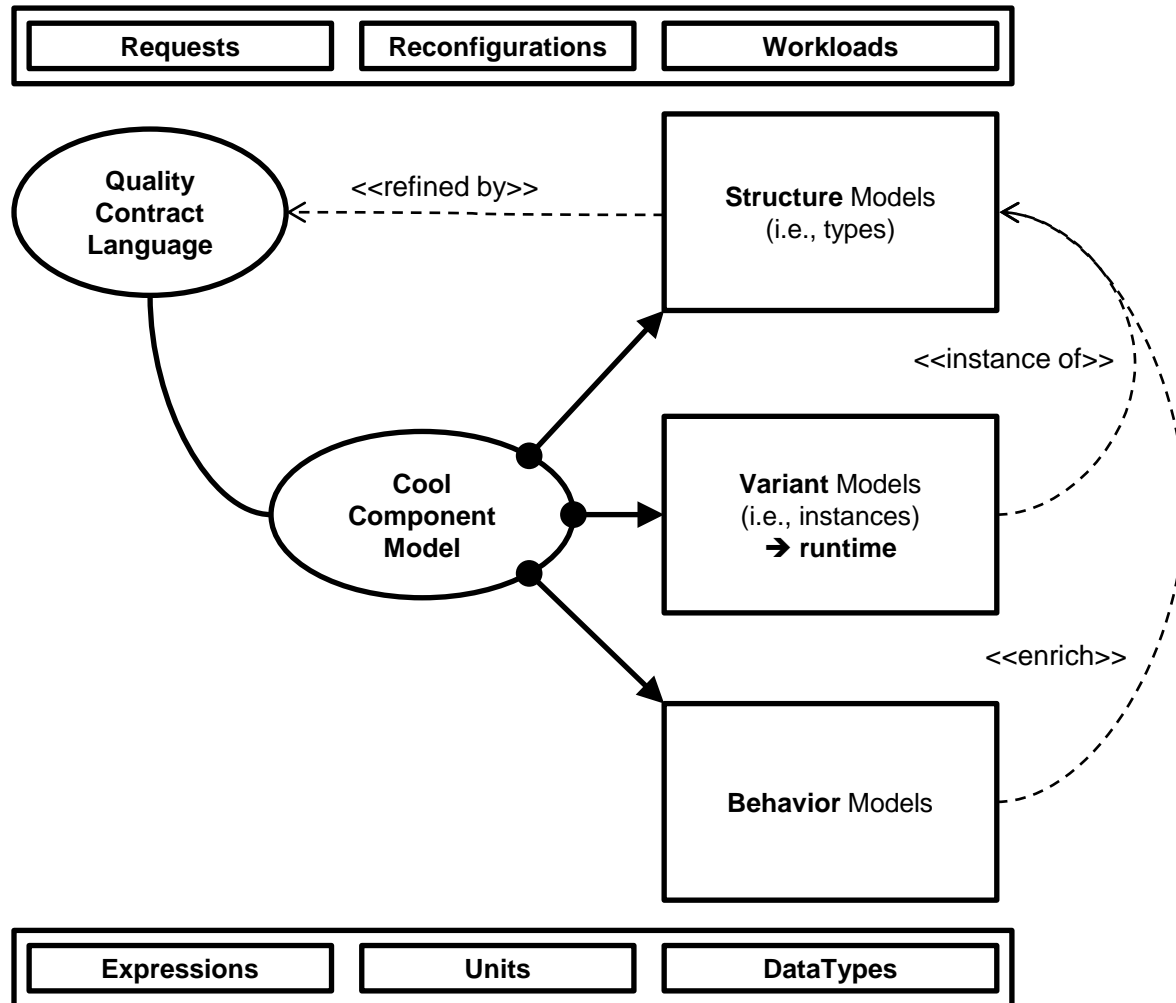 Requests
Reconfigurations
Workloads
Quality
Contract
Language
<<refined by>>
Structure Models
(i.e., types)
<<instance of>>
Cool
Component
Model
Variant Models
(i.e., instances)
➔ runtime
<<enrich>>
Behavior Models
Expressions
Units
DataTypes